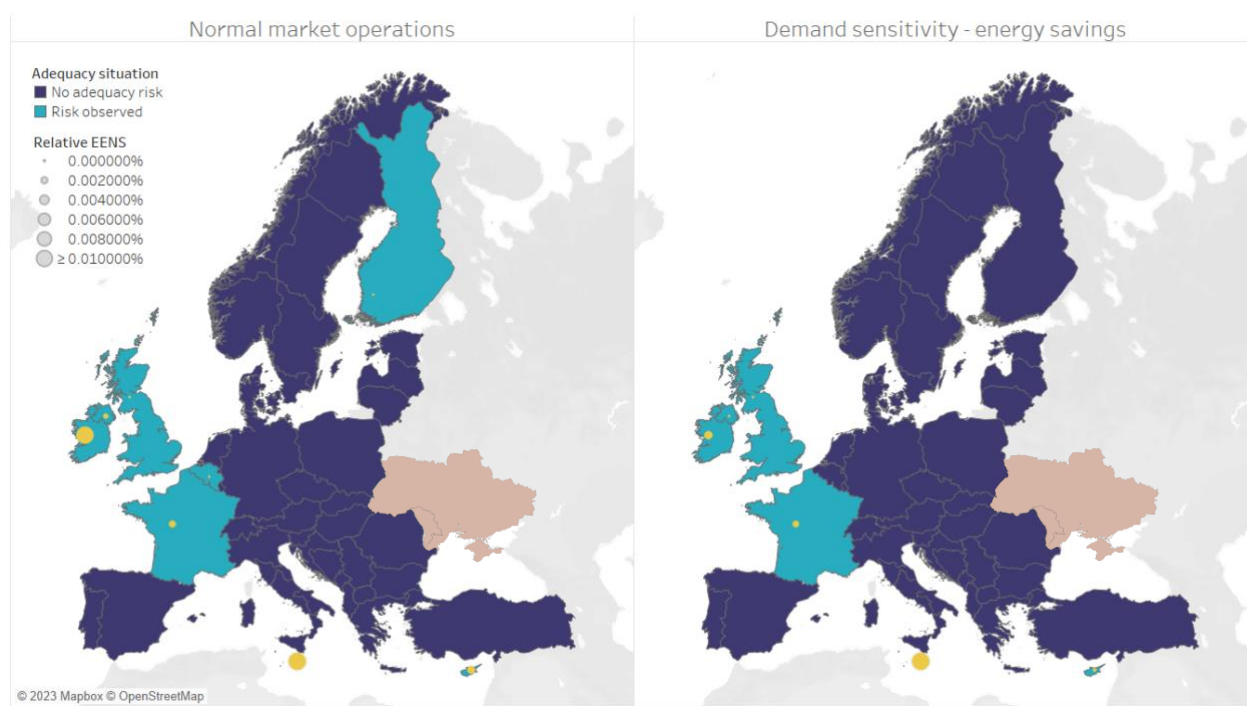 Normal market operations
Demand sensitivity - energy savings
Adequacy situation
No adequacy risk
Risk observed
Relative EENS
0.000000%
0.002000%
0.004000%
0.006000%
0.008000%
≥ 0.010000%
© 2023 Mapbox © OpenStreetMap